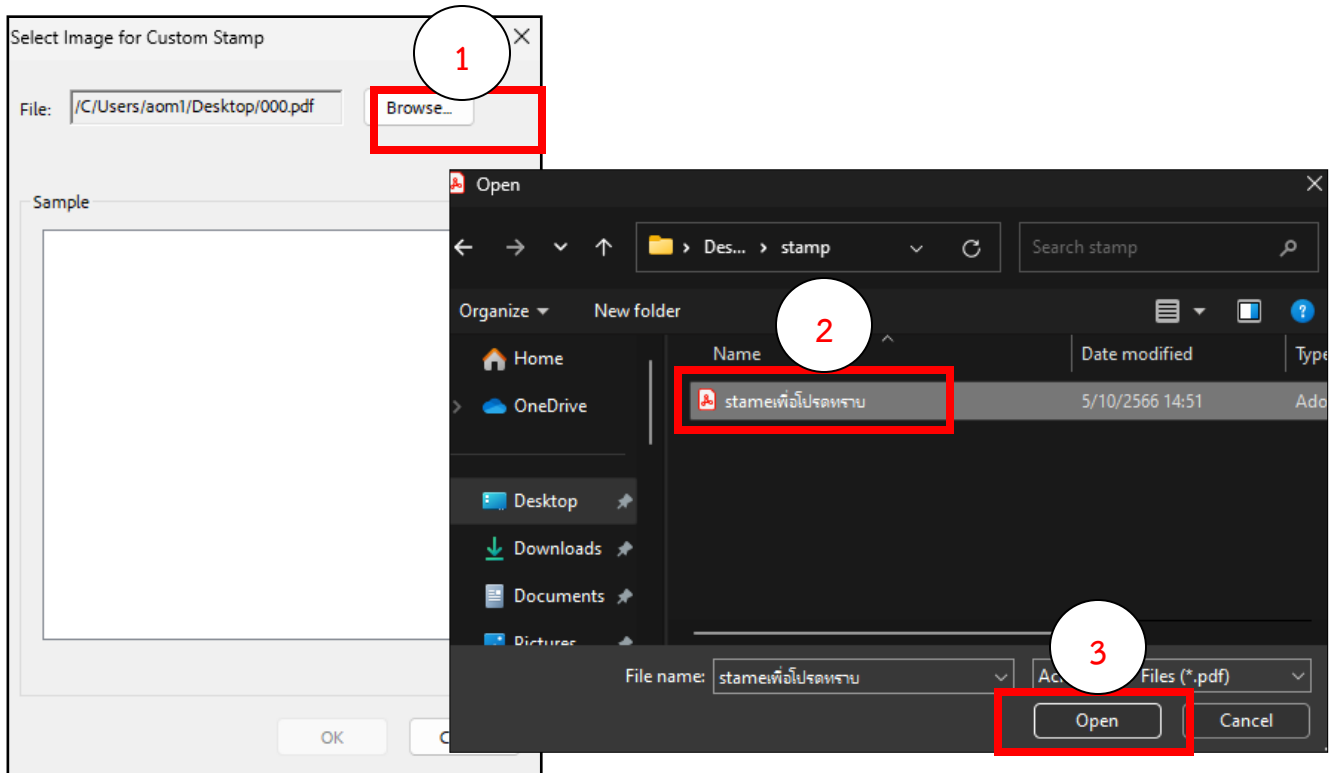 Select Image for Custom Stamp
1
File: /C/Users/aom1/Desktop/000.pdf Browse...
Sample
Open
Des... stamp
Search stamp
Organize New folder
2
Home
Name Date modified Type
stameเพื่อโปรดทราบ 5/10/2566 14:51 Ado
OneDrive
Desktop
Downloads
Documents
Pictures
3
File name: stameเพื่อโปรดทราบ Files (*.pdf)
Open Cancel
OK